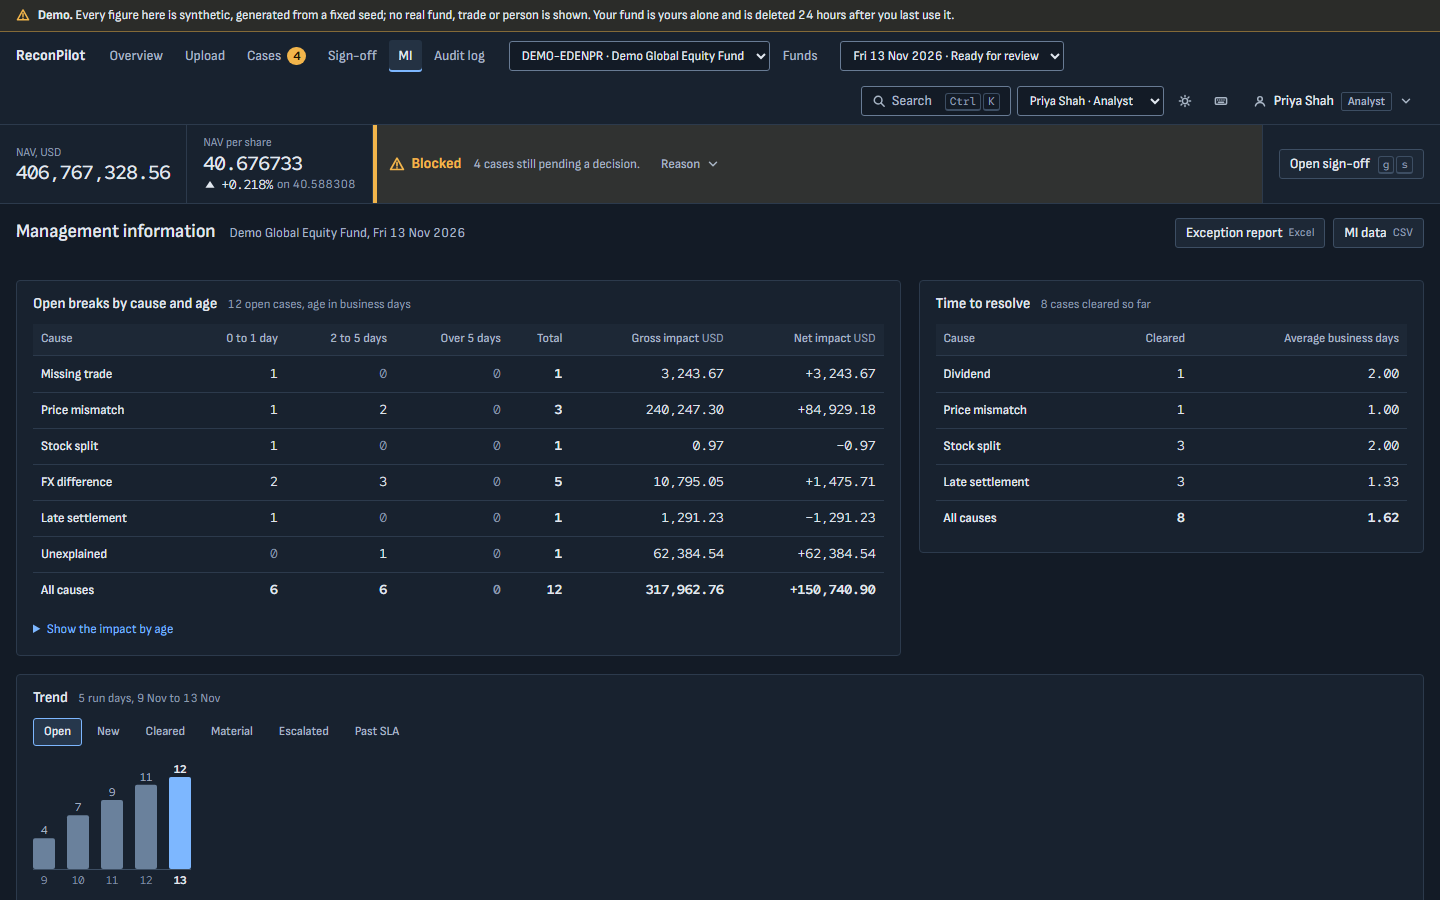 Demo. Every figure here is synthetic, generated from a fixed seed; no real fund, trade or person is shown. Your fund is yours alone and is deleted 24 hours after you last use it.
ReconPilot Overview Upload Cases 4 Sign-off MI Audit log DEMO-EDENPR · Demo Global Equity Fund Funds Fri 13 Nov 2026 · Ready for review
Search Ctrl K Priya Shah · Analyst Priya Shah Analyst
NAV, USD
406,767,328.56
NAV per share
40.676733
▲ +0.218% on 40.588308
Blocked 4 cases still pending a decision. Reason
Open sign-off g s
Management information Demo Global Equity Fund, Fri 13 Nov 2026
Exception report Excel MI data CSV
Open breaks by cause and age 12 open cases, age in business days
Cause 0 to 1 day 2 to 5 days Over 5 days Total Gross impact USD Net impact USD
Missing trade 1 0 0 1 3,243.67 +3,243.67
Price mismatch 1 2 0 3 240,247.30 +84,929.18
Stock split 1 0 0 1 0.97 −0.97
FX difference 2 3 0 5 10,795.05 +1,475.71
Late settlement 1 0 0 1 1,291.23 −1,291.23
Unexplained 0 1 0 1 62,384.54 +62,384.54
All causes 6 6 0 12 317,962.76 +150,740.90
Show the impact by age
Time to resolve 8 cases cleared so far
Cause Cleared Average business days
Dividend 1 2.00
Price mismatch 1 1.00
Stock split 3 2.00
Late settlement 3 1.33
All causes 8 1.62
Trend 5 run days, 9 Nov to 13 Nov
Open New Cleared Material Escalated Past SLA
4 7 9 11 12
9 10 11 12 13